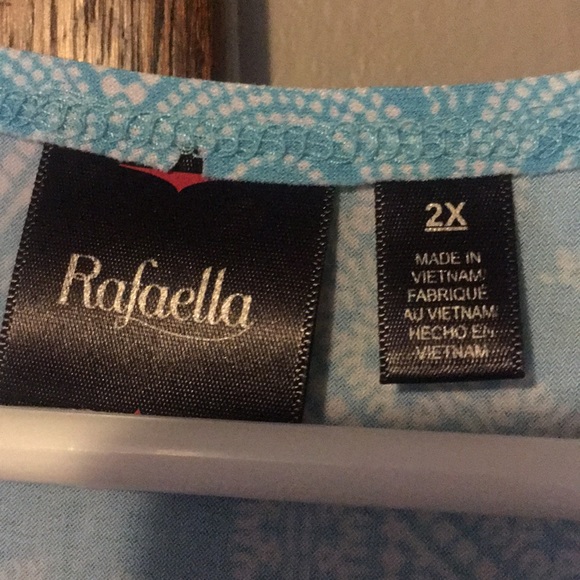 Rafaella
2X
MADE IN
VIETNAM
FABRIQUÉ
AU VIETNAM
HECHO EN
VIETNAM